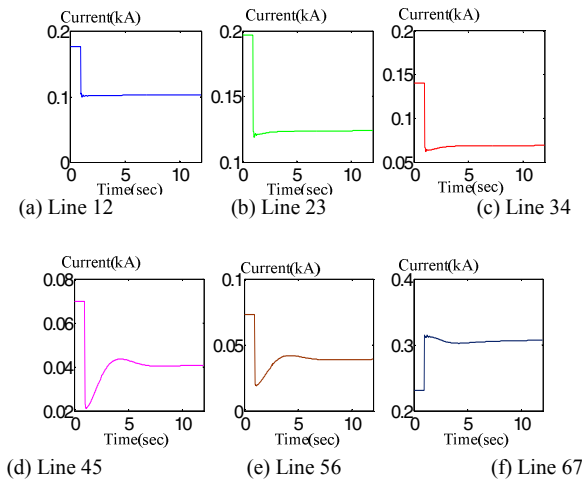 Current(kA)
0.2
0.1
0
0 5 10
Time(sec)
(a) Line 12
Current(kA)
0.2
0.15
0.1
0 5 10
Time(sec)
(b) Line 23
Current(kA)
0.2
0.15
0.1
0.05
0 5 10
Time(sec)
(c) Line 34
Current(kA)
0.08
0.06
0.04
0.02
0 5 10
Time(sec)
(d) Line 45
Current(kA)
0.1
0.05
0
0 5 10
Time(sec)
(e) Line 56
Current(kA)
0.4
0.3
0.2
0 5 10
Time(sec)
(f) Line 67